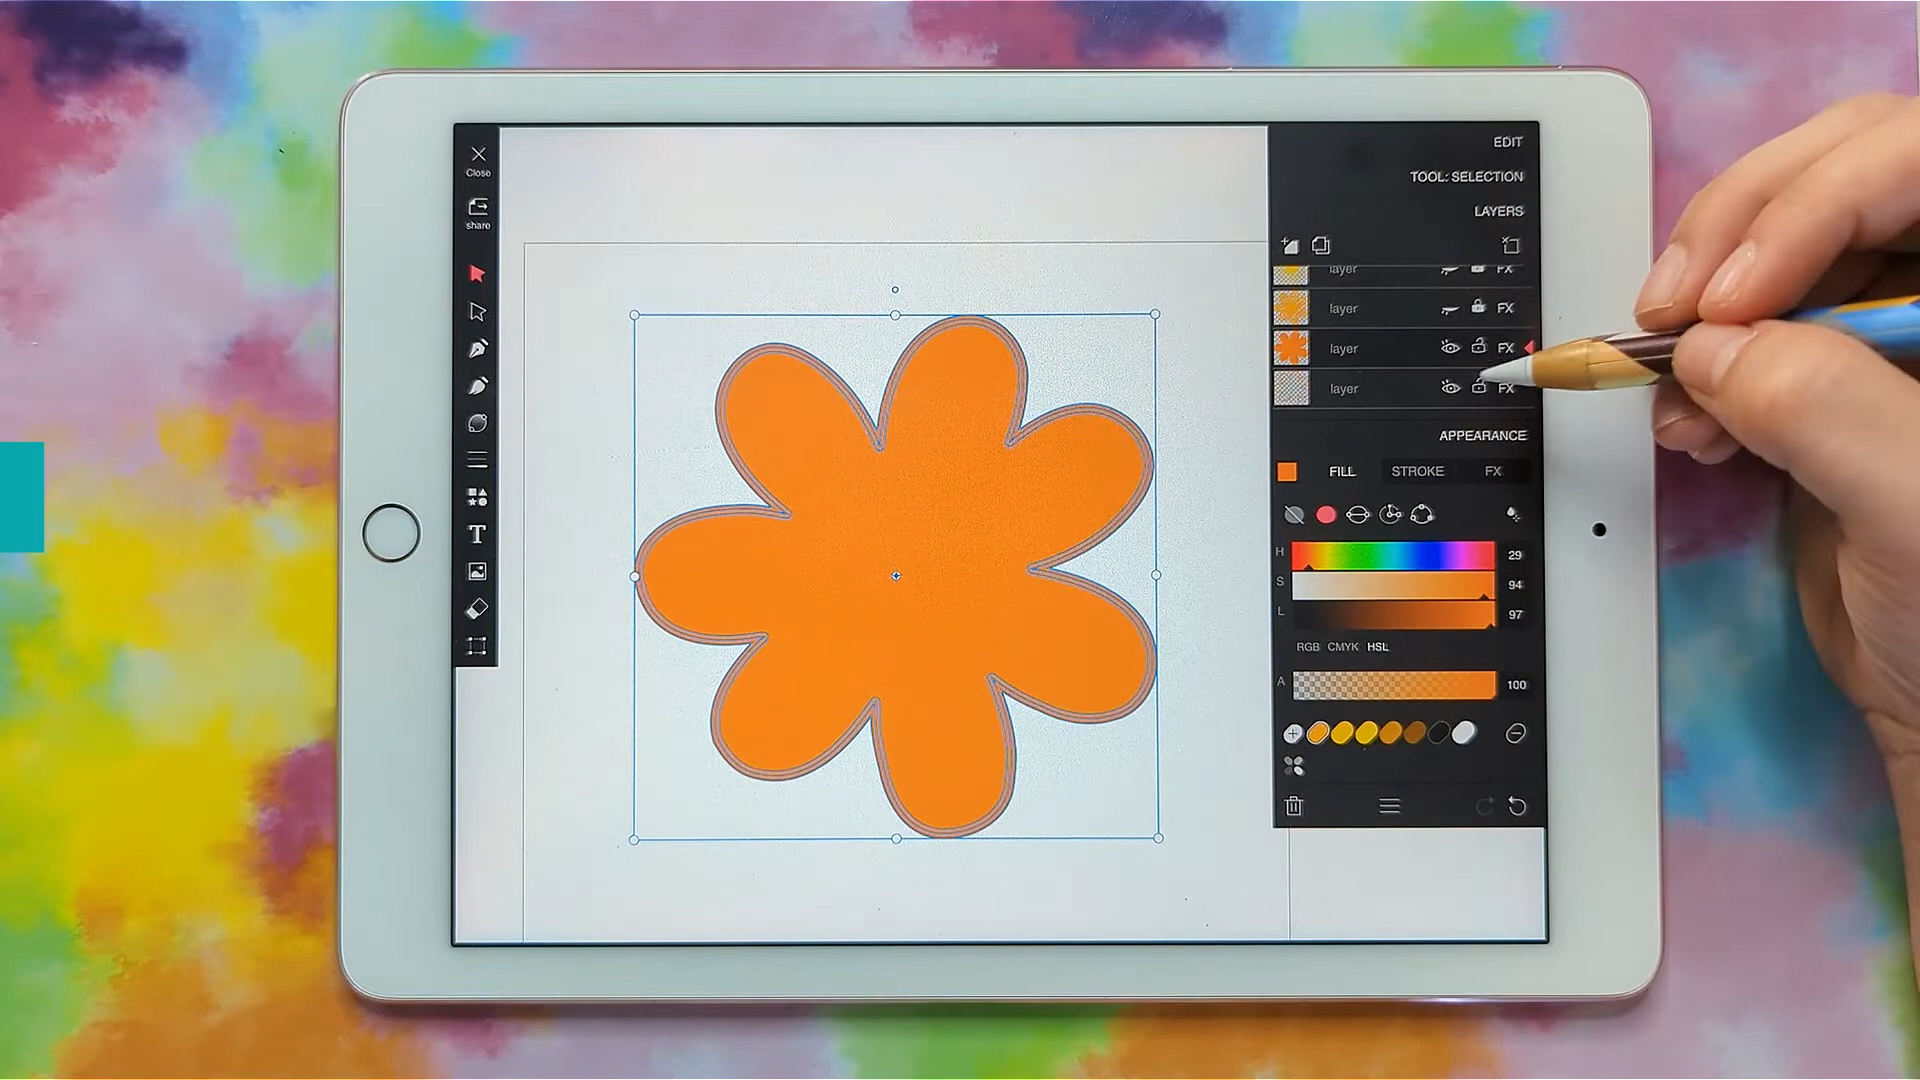 Close
share
T
EDIT
TOOL: SELECTION
LAYERS
layer FX
layer FX
layer FX
layer FX
APPEARANCE
FILL STROKE FX
H 29
S 94
L 97
RGB CMYK HSL
A 100